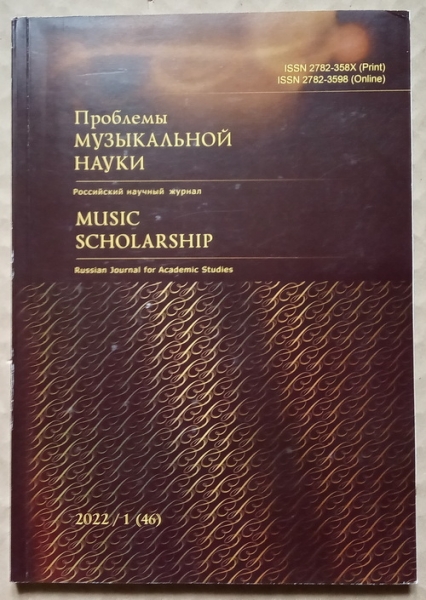 ISSN 2782-358X (Print)
ISSN 2782-3598 (Online)
Проблемы
МУЗЫКАЛЬНОЙ
НАУКИ
Российский научный журнал
MUSIC
SCHOLARSHIP
Russian Journal for Academic Studies
2022 / 1 (46)